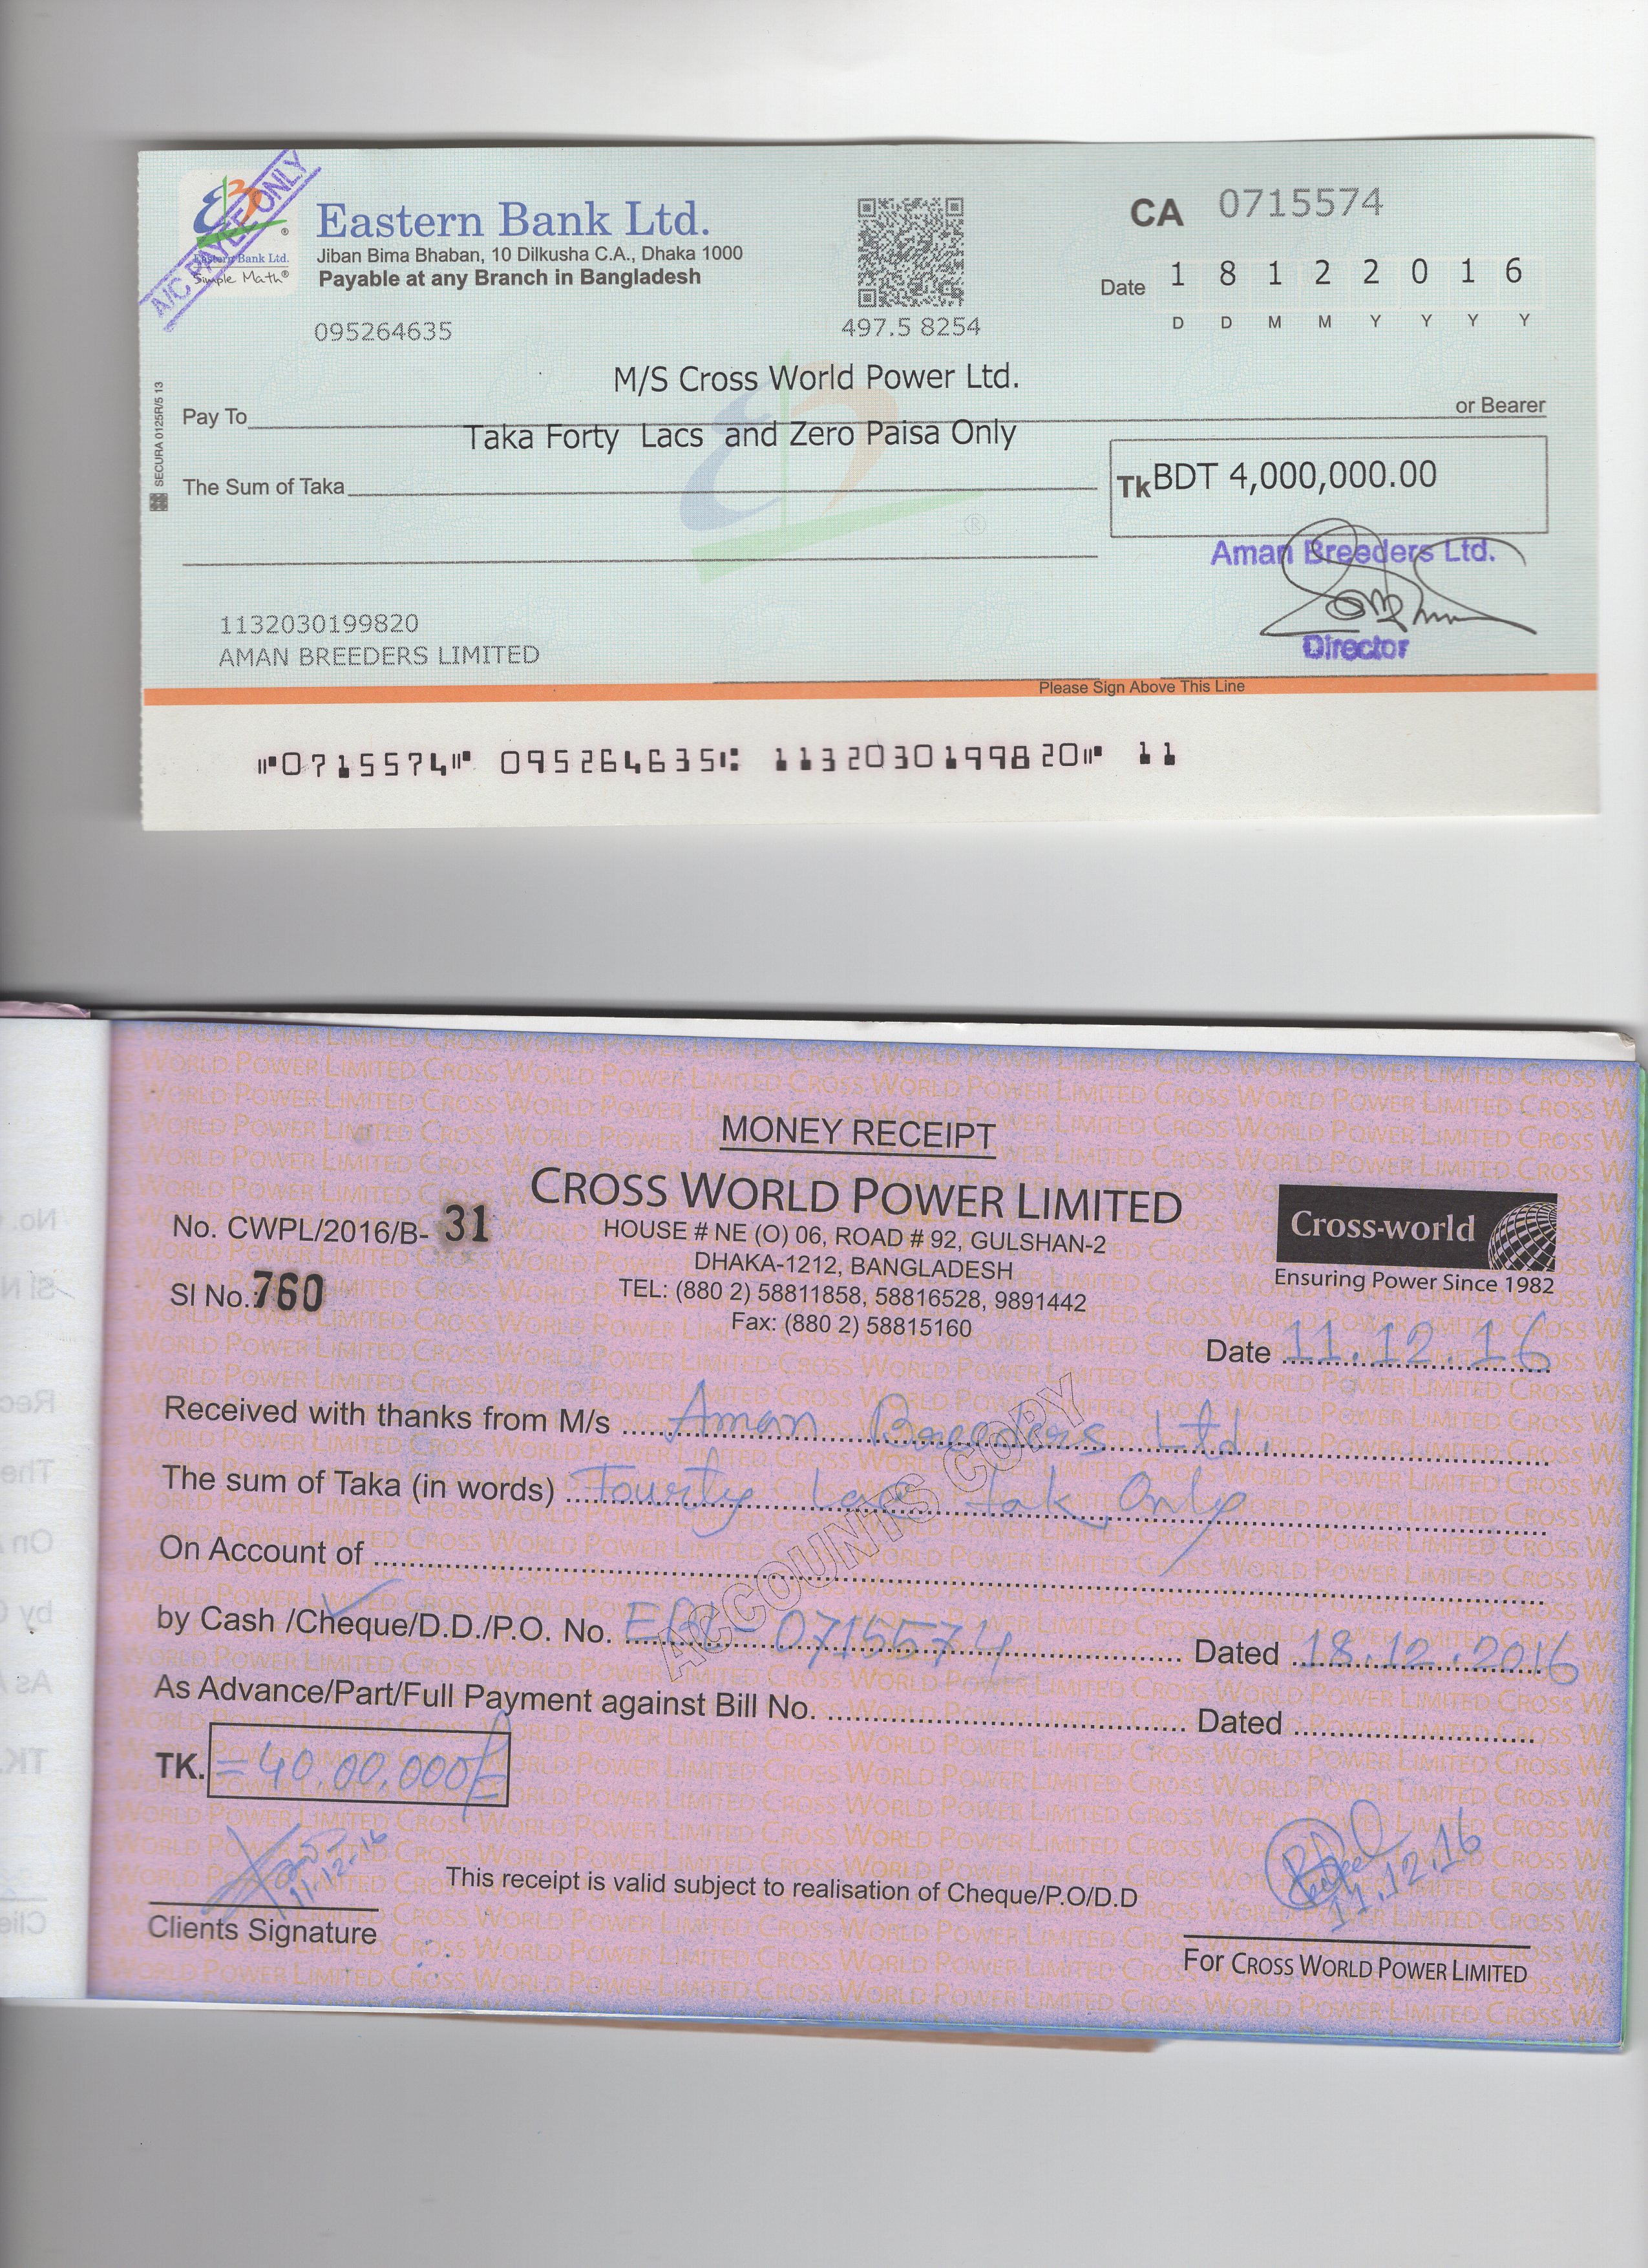 A/C PAYEE ONLY
Eastern Bank Ltd.
Simple Math®
Eastern Bank Ltd.
Jiban Bima Bhaban, 10 Dilkusha C.A., Dhaka 1000
Payable at any Branch in Bangladesh
095264635
497.5 8254
CA 0715574
Date 1 8 1 2 2 0 1 6
D D M M Y Y Y Y
SECURA 0125R/5 13
M/S Cross World Power Ltd.
Pay To or Bearer
Taka Forty Lacs and Zero Paisa Only
The Sum of Taka
Tk BDT 4,000,000.00
Aman Breeders Ltd.
Director
1132030199820
AMAN BREEDERS LIMITED
Please Sign Above This Line
⑈0715574⑈ 095264635⑆ 1132030199820⑈ 11
MONEY RECEIPT
CROSS WORLD POWER LIMITED
HOUSE # NE (O) 06, ROAD # 92, GULSHAN-2
DHAKA-1212, BANGLADESH
TEL: (880 2) 58811858, 58816528, 9891442
Fax: (880 2) 58815160
No. CWPL/2016/B- 31
Sl No. 760
Cross-world
Ensuring Power Since 1982
Date 11.12.16
Received with thanks from M/s Aman Breeders Ltd.
The sum of Taka (in words) Fourty Lac tak Only
On Account of
by Cash /Cheque/D.D./P.O. No. 0715574 Dated 18.12.2016
As Advance/Part/Full Payment against Bill No. Dated
TK. =40,00,000/=
ACCOUNTS COPY
11-12-16
Clients Signature
This receipt is valid subject to realisation of Cheque/P.O/D.D
11.12.16
For CROSS WORLD POWER LIMITED